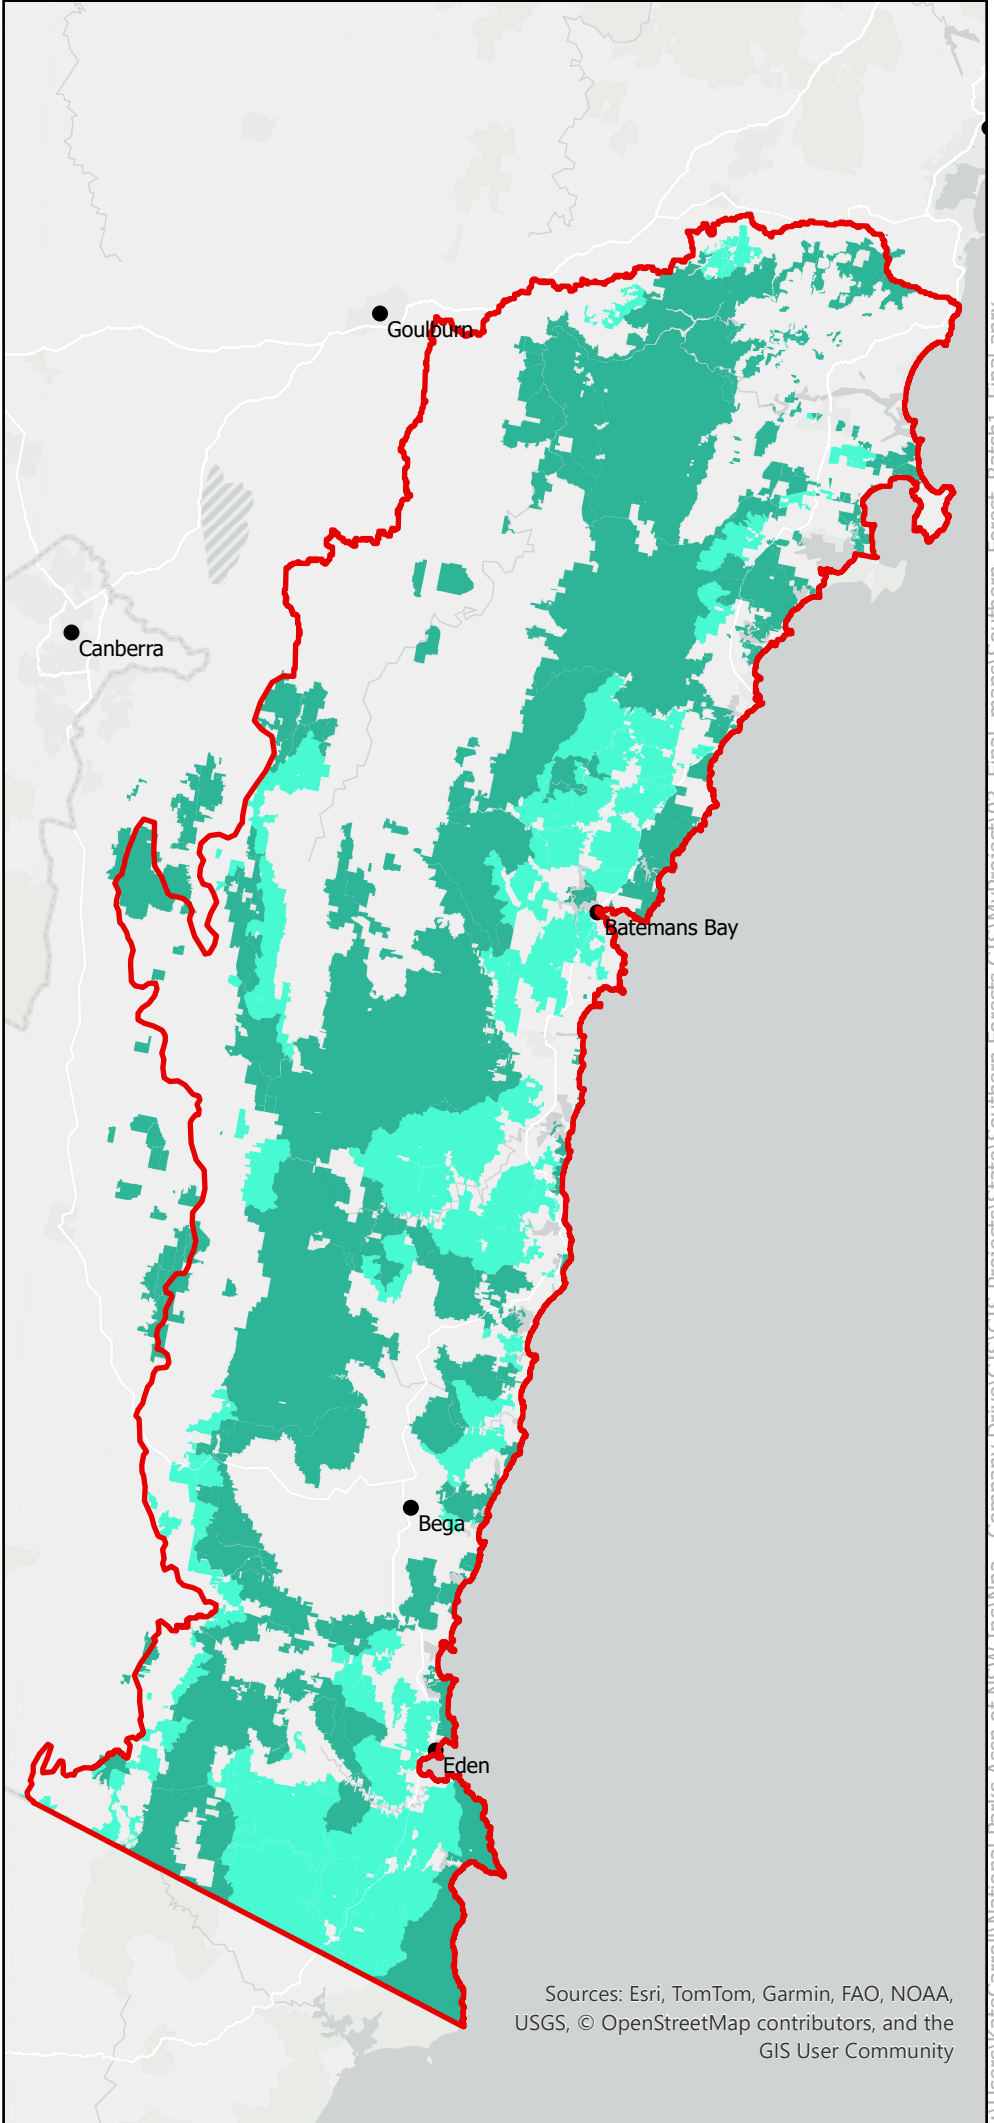 Goulburn
Canberra
Batemans Bay
Bega
Eden
Sources: Esri, TomTom, Garmin, FAO, NOAA,
USGS, © OpenStreetMap contributors, and the
GIS User Community